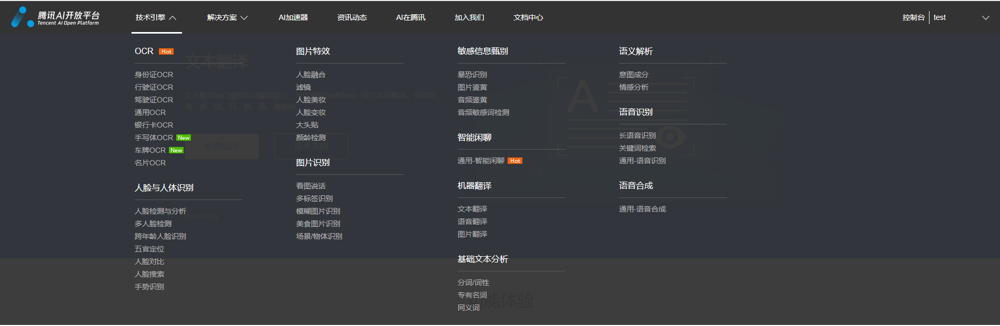 腾讯AI开放平台
Tencent AI Open Platform
技术引擎
解决方案
AI加速器
资讯动态
AI在腾讯
加入我们
文档中心
控制台
test
OCR Hot
身份证OCR
行驶证OCR
驾驶证OCR
通用OCR
银行卡OCR
手写体OCR New
车牌OCR New
名片OCR
人脸与人体识别
人脸检测与分析
多人脸检测
跨年龄人脸识别
五官定位
人脸对比
人脸搜索
手势识别
图片特效
人脸融合
滤镜
人脸美妆
人脸变妆
大头贴
颜龄检测
图片识别
看图说话
多标签识别
模糊图片识别
美食图片识别
场景/物体识别
敏感信息甄别
暴恐识别
图片鉴黄
音频鉴黄
音频敏感词检测
智能闲聊
通用-智能闲聊 Hot
机器翻译
文本翻译
语音翻译
图片翻译
基础文本分析
分词/词性
专有名词
同义词
语义解析
意图成分
情感分析
语音识别
长语音识别
关键词检索
通用-语音识别
语音合成
通用-语音合成
文本翻译
免费试用
技术文档
A
能体验